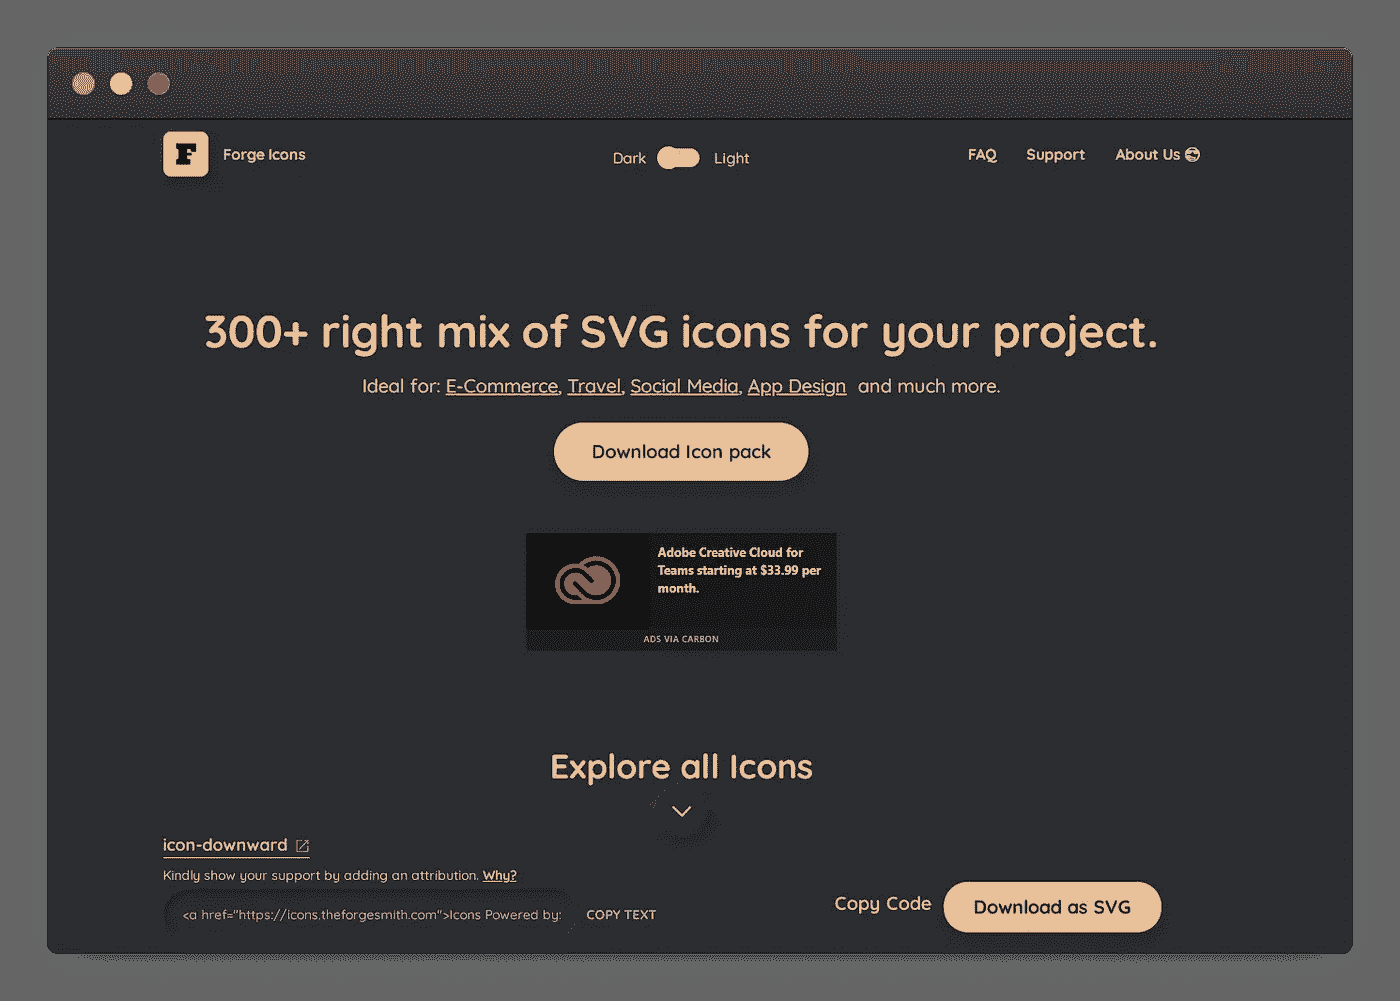 F Forge Icons
Dark Light
FAQ Support About Us
300+ right mix of SVG icons for your project.
Ideal for: E-Commerce, Travel, Social Media, App Design and much more.
Download Icon pack
Adobe Creative Cloud for
Teams starting at $33.99 per
month.
ADS VIA CARBON
Explore all Icons
icon-downward
Kindly show your support by adding an attribution. Why?
<a href="https://icons.theforgesmith.com">Icons Powered by:
COPY TEXT
Copy Code
Download as SVG